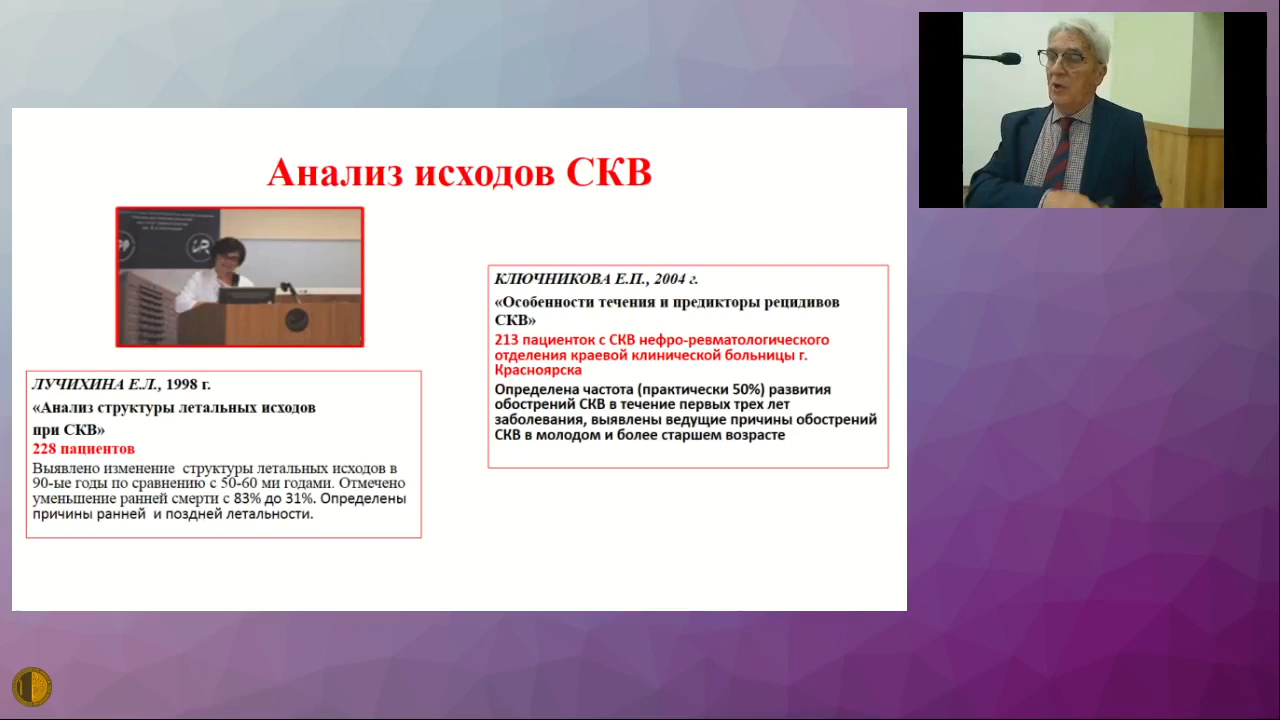 Анализ исходов СКВ
ЛУЧИХИНА Е.Л., 1998 г.
«Анализ структуры летальных исходов
при СКВ»
228 пациентов
Выявлено изменение структуры летальных исходов в
90-ые годы по сравнению с 50-60 ми годами. Отмечено
уменьшение ранней смерти с 83% до 31%. Определены
причины ранней и поздней летальности.
КЛЮЧНИКОВА Е.П., 2004 г.
«Особенности течения и предикторы рецидивов
СКВ»
213 пациенток с СКВ нефро-ревматологического
отделения краевой клинической больницы г.
Красноярска
Определена частота (практически 50%) развития
обострений СКВ в течение первых трех лет
заболевания, выявлены ведущие причины обострений
СКВ в молодом и более старшем возрасте